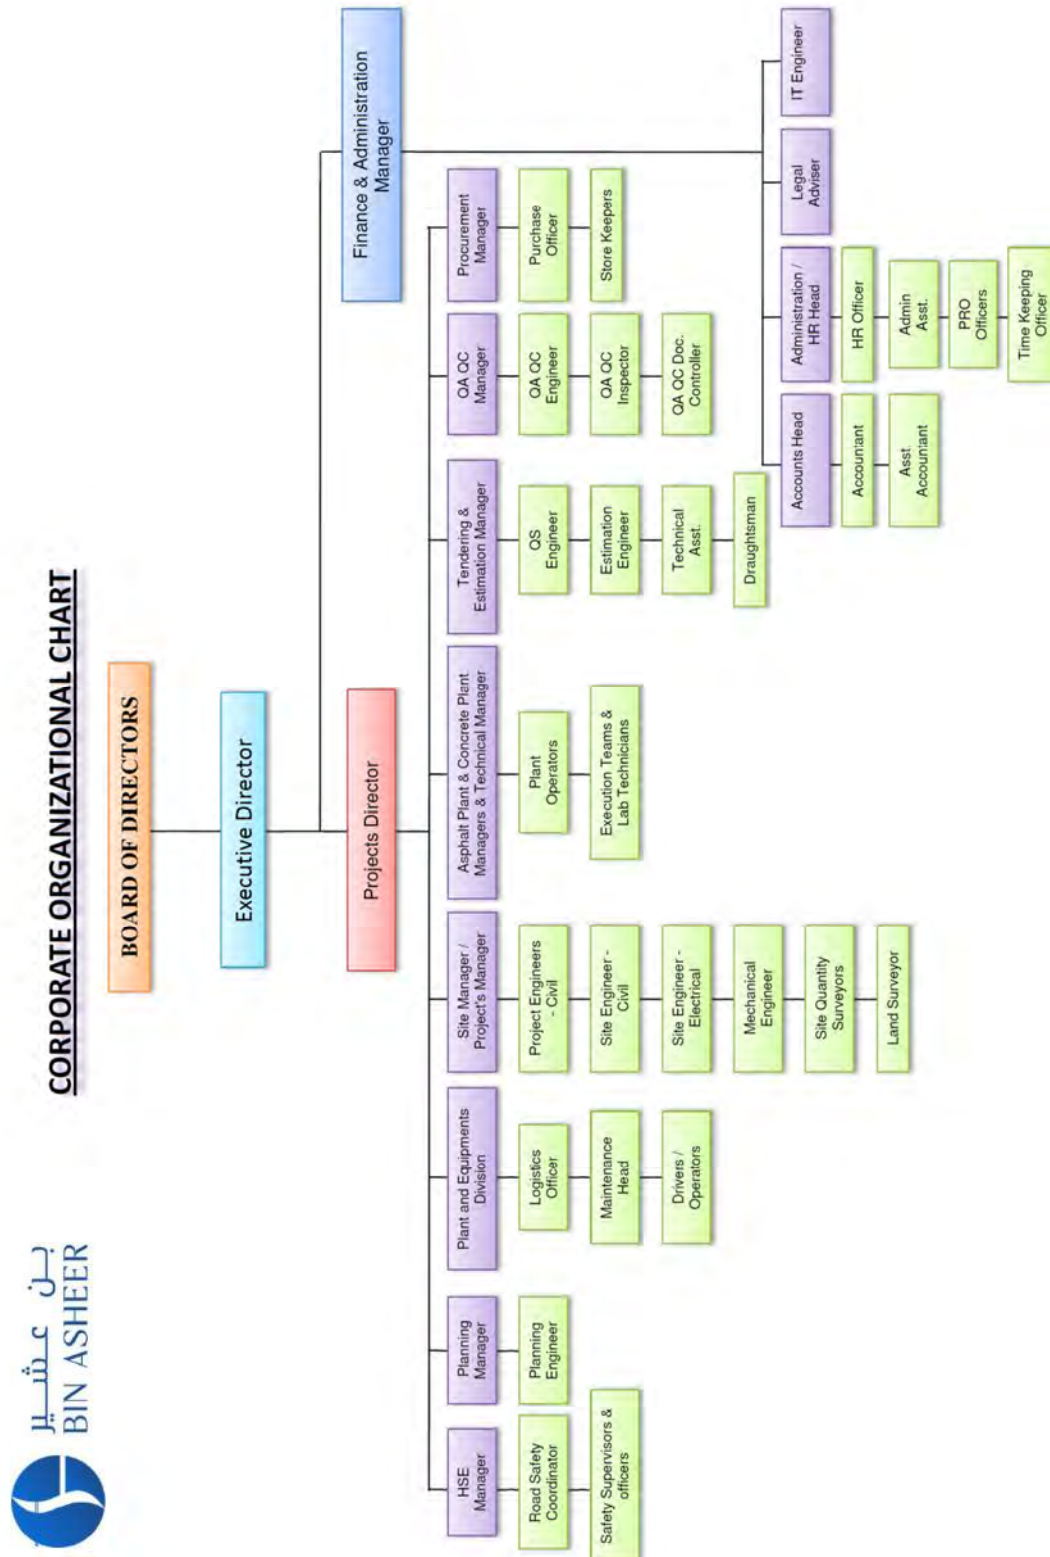 بن عشير
BIN ASHEER
CORPORATE ORGANIZATIONAL CHART
BOARD OF DIRECTORS
Executive Director
Projects Director
Finance & Administration
Manager
HSE
Manager
Road Safety
Coordinator
Safety Supervisors &
officers
Planning
Manager
Planning
Engineer
Plant and Equipments
Division
Logistics
Officer
Maintenance
Head
Drivers /
Operators
Site Manager /
Project's Manager
Project Engineers
- Civil
Site Engineer -
Civil
Site Engineer -
Electrical
Mechanical
Engineer
Site Quantity
Surveyors
Land Surveyor
Asphalt Plant & Concrete Plant
Managers & Technical Manager
Plant
Operators
Execution Teams &
Lab Technicians
Tendering &
Estimation Manager
QS
Engineer
Estimation
Engineer
Technical
Asst.
Draughtsman
QA QC
Manager
QA QC
Engineer
QA QC
Inspector
QA QC Doc.
Controller
Procurement
Manager
Purchase
Officer
Store Keepers
Accounts Head
Accountant
Asst.
Accountant
Administration /
HR Head
HR Officer
Admin
Asst.
PRO
Officers
Time Keeping
Officer
Legal
Adviser
IT Engineer